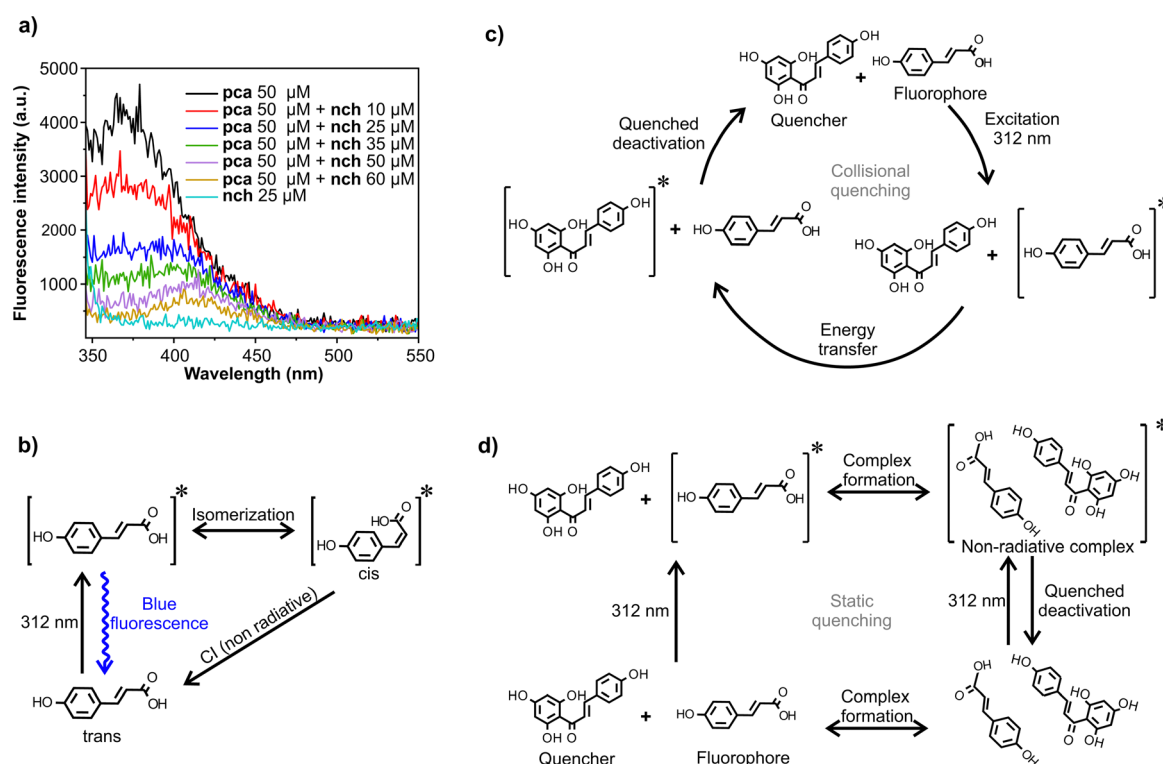 a)
Fluorescence intensity (a.u.)
5000
4000
3000
2000
1000
350
400
450
500
550
Wavelength (nm)
pca 50 µM
pca 50 µM + nch 10 µM
pca 50 µM + nch 25 µM
pca 50 µM + nch 35 µM
pca 50 µM + nch 50 µM
pca 50 µM + nch 60 µM
nch 25 µM
b)
HO
O
OH
*
Isomerization
HO
O
HO
*
cis
312 nm
Blue
fluorescence
CI (non radiative)
HO
O
OH
trans
c)
HO
OH
OH
O
OH
Quencher
+
HO
O
OH
Fluorophore
Excitation
312 nm
Quenched
deactivation
Collisional
quenching
HO
OH
OH
O
OH
*
+
HO
O
OH
HO
OH
OH
O
OH
+
HO
O
OH
*
Energy
transfer
d)
HO
OH
OH
O
OH
+
HO
O
OH
*
Complex
formation
OH
O
OH
HO
HO
O
OH
OH
*
Non-radiative complex
312 nm
Static
quenching
312 nm
Quenched
deactivation
HO
OH
OH
O
OH
Quencher
+
HO
O
OH
Fluorophore
Complex
formation
OH
O
OH
HO
HO
O
OH
OH